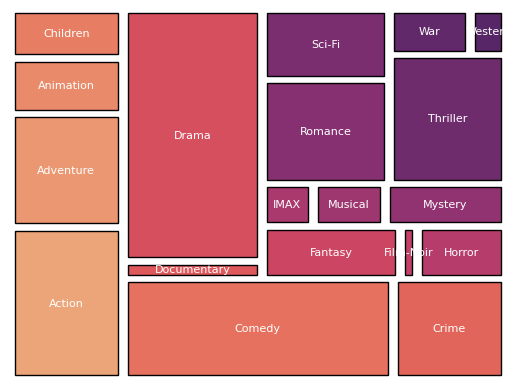 Children
Animation
Adventure
Action
Drama
Documentary
Comedy
Sci-Fi
Romance
IMAX
Musical
Mystery
Fantasy
Film-Noir
Horror
Crime
War
Western
Thriller